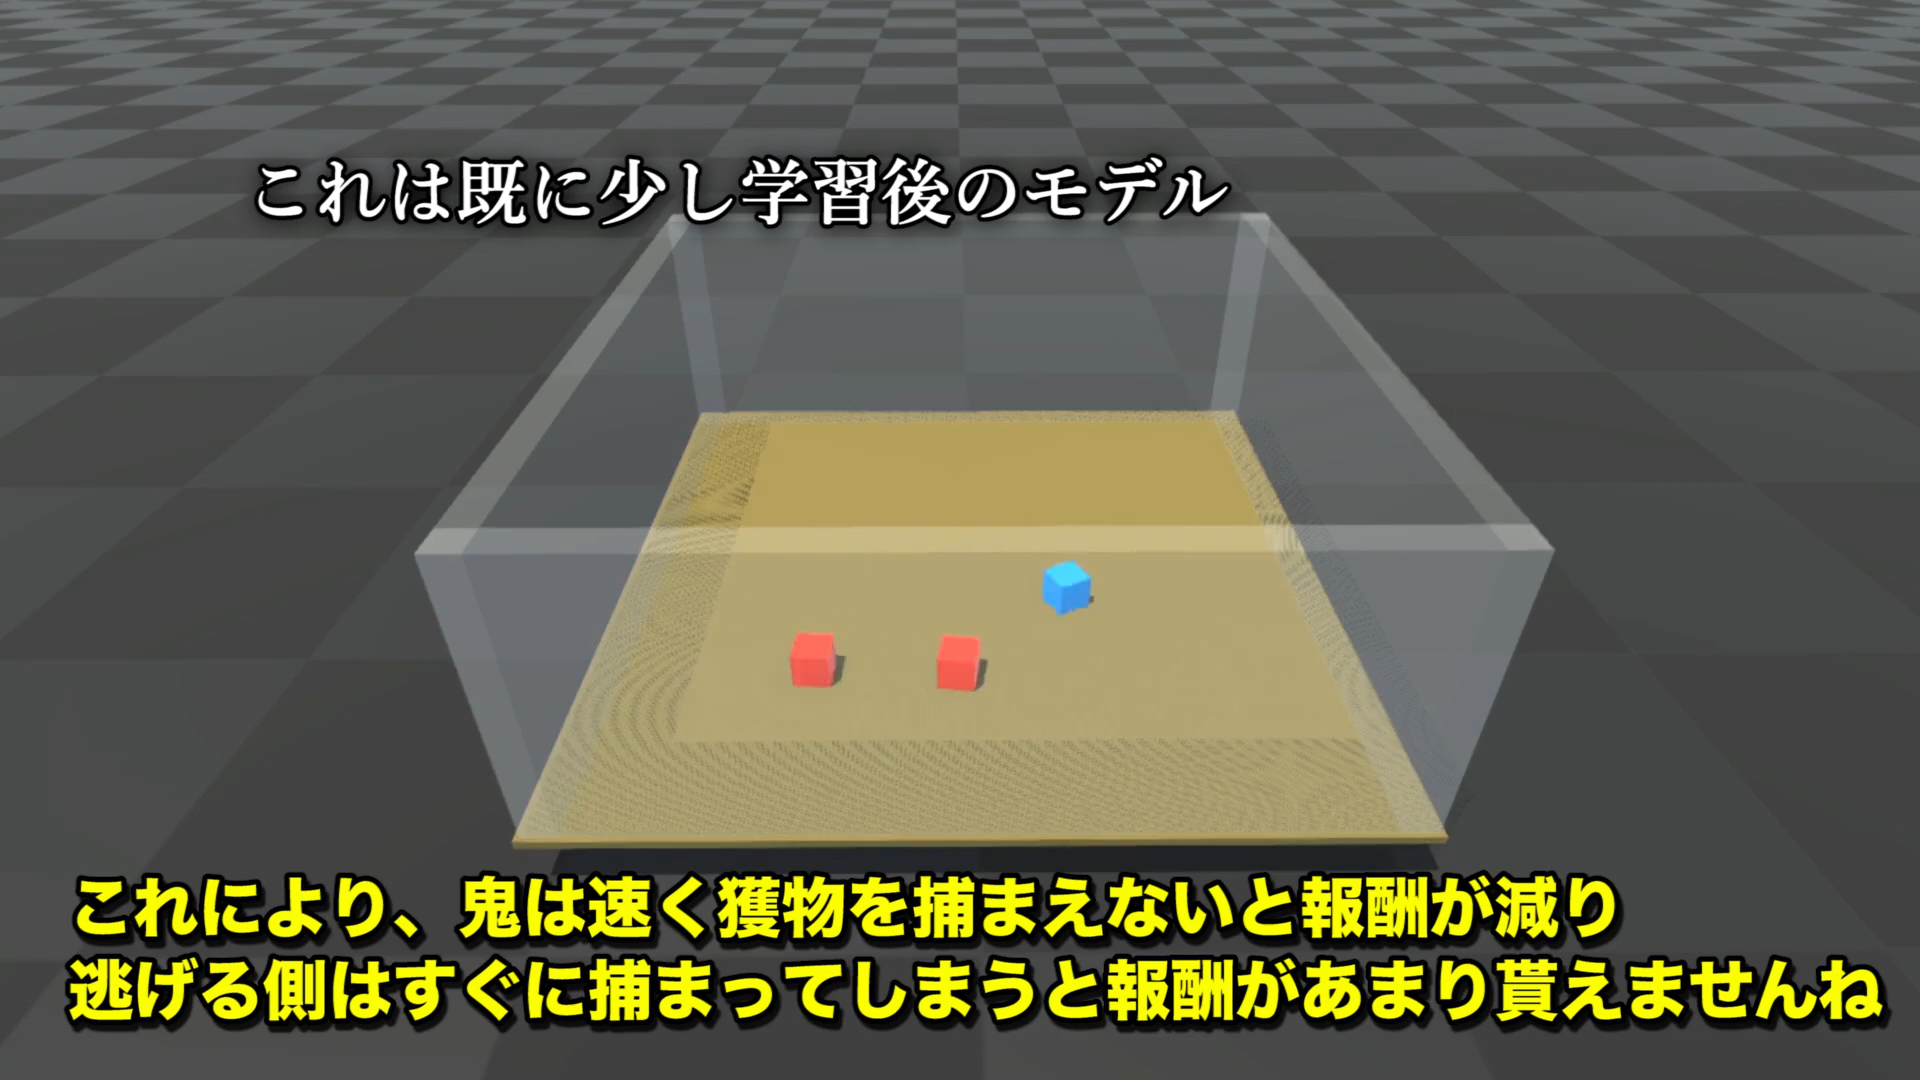 これは既に少し学習後のモデル
これにより、鬼は速く獲物を捕まえないと報酬が減り
逃げる側はすぐに捕まってしまうと報酬があまり貰えませんね